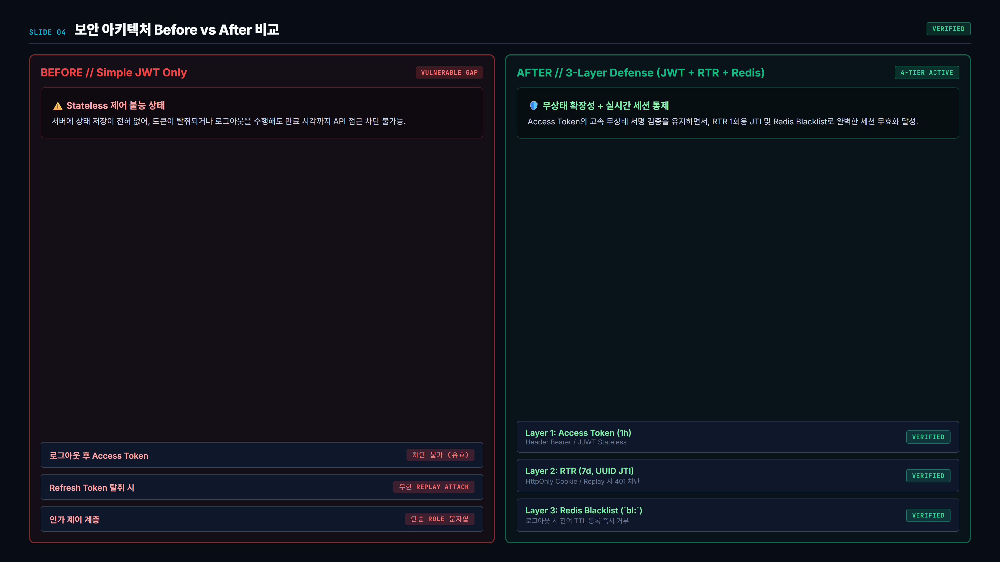 SLIDE 04 보안 아키텍처 Before vs After 비교
VERIFIED
BEFORE // Simple JWT Only
VULNERABLE GAP
⚠️ Stateless 제어 불능 상태
서버에 상태 저장이 전혀 없어, 토큰이 탈취되거나 로그아웃을 수행해도 만료 시각까지 API 접근 차단 불가능.
로그아웃 후 Access Token
차단 불가 (유효)
Refresh Token 탈취 시
무한 REPLAY ATTACK
인가 제어 계층
단순 ROLE 문자열
AFTER // 3-Layer Defense (JWT + RTR + Redis)
4-TIER ACTIVE
🛡️ 무상태 확장성 + 실시간 세션 통제
Access Token의 고속 무상태 서명 검증을 유지하면서, RTR 1회용 JTI 및 Redis Blacklist로 완벽한 세션 무효화 달성.
Layer 1: Access Token (1h)
Header Bearer / JJWT Stateless
VERIFIED
Layer 2: RTR (7d, UUID JTI)
HttpOnly Cookie / Replay 시 401 차단
VERIFIED
Layer 3: Redis Blacklist (`bl:`)
로그아웃 시 잔여 TTL 등록 즉시 거부
VERIFIED